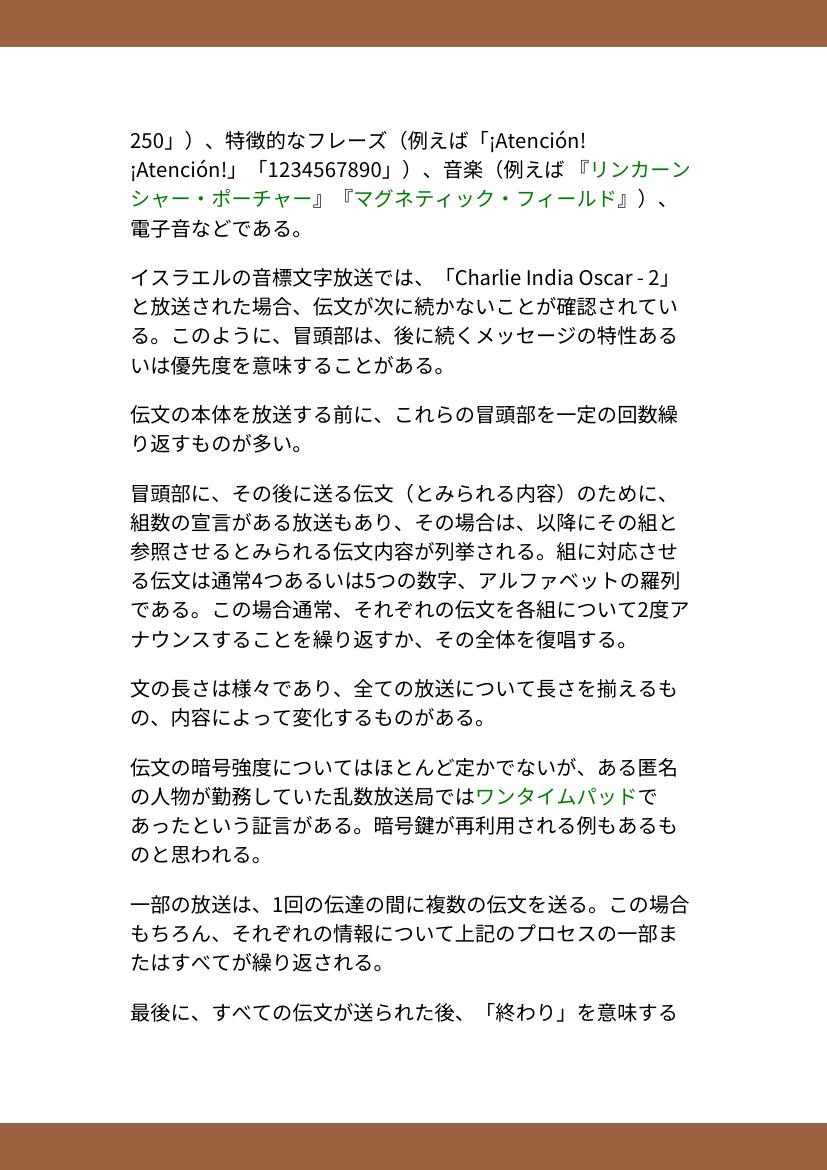 250」）、特徴的なフレーズ（例えば「¡Atención!
¡Atención!」「1234567890」）、音楽（例えば 『リンカーン
シャー・ポーチャー』『マグネティック・フィールド』）、
電子音などである。
イスラエルの音標文字放送では、「Charlie India Oscar - 2」
と放送された場合、伝文が次に続かないことが確認されてい
る。このように、冒頭部は、後に続くメッセージの特性ある
いは優先度を意味することがある。
伝文の本体を放送する前に、これらの冒頭部を一定の回数繰
り返すものが多い。
冒頭部に、その後に送る伝文（とみられる内容）のために、
組数の宣言がある放送もあり、その場合は、以降にその組と
参照させるとみられる伝文内容が列挙される。組に対応させ
る伝文は通常4つあるいは5つの数字、アルファベットの羅列
である。この場合通常、それぞれの伝文を各組について2度ア
ナウンスすることを繰り返すか、その全体を復唱する。
文の長さは様々であり、全ての放送について長さを揃えるも
の、内容によって変化するものがある。
伝文の暗号強度についてはほとんど定かでないが、ある匿名
の人物が勤務していた乱数放送局ではワンタイムパッドで
あったという証言がある。暗号鍵が再利用される例もあるも
のと思われる。
一部の放送は、1回の伝達の間に複数の伝文を送る。この場合
もちろん、それぞれの情報について上記のプロセスの一部ま
たはすべてが繰り返される。
最後に、すべての伝文が送られた後、「終わり」を意味する